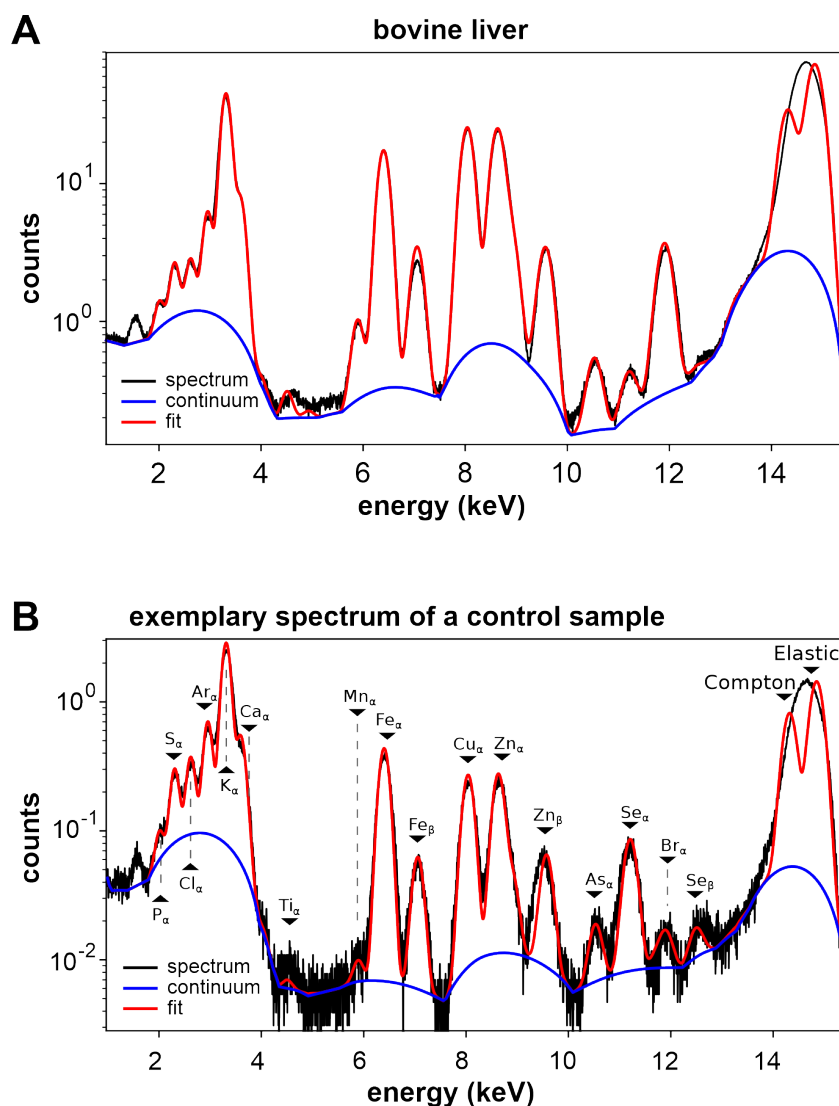 A
bovine liver
counts
10¹
10⁰
spectrum
continuum
fit
2 4 6 8 10 12 14
energy (keV)
B
exemplary spectrum of a control sample
counts
10⁰
10⁻¹
10⁻²
Elastic
Compton
Mnα
Arα
Caα
Feα
Sα
Cuα
Znα
Kα
Feβ
Znβ
Seα
Brα
Clα
Asα
Seβ
Pα
Tiα
spectrum
continuum
fit
2 4 6 8 10 12 14
energy (keV)